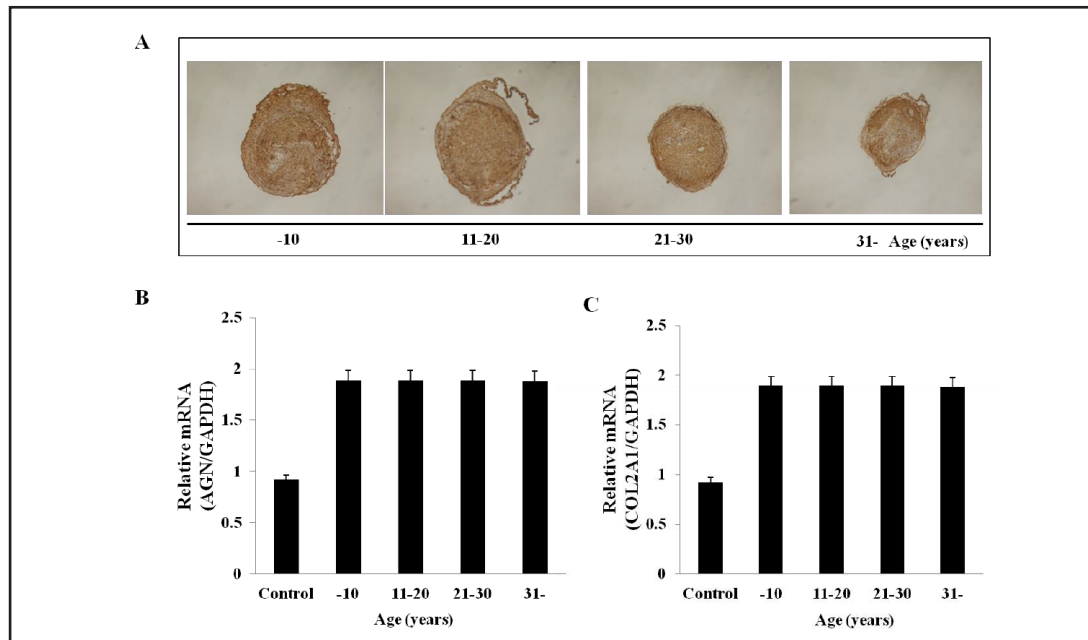 A
-10 11-20 21-30 31- Age (years)
B
Relative mRNA
(AGN/GAPDH)
2.5
2
1.5
1
0.5
0
Control -10 11-20 21-30 31-
Age (years)
C
Relative mRNA
(COL2A1/GAPDH)
2.5
2
1.5
1
0.5
0
Control -10 11-20 21-30 31-
Age (years)